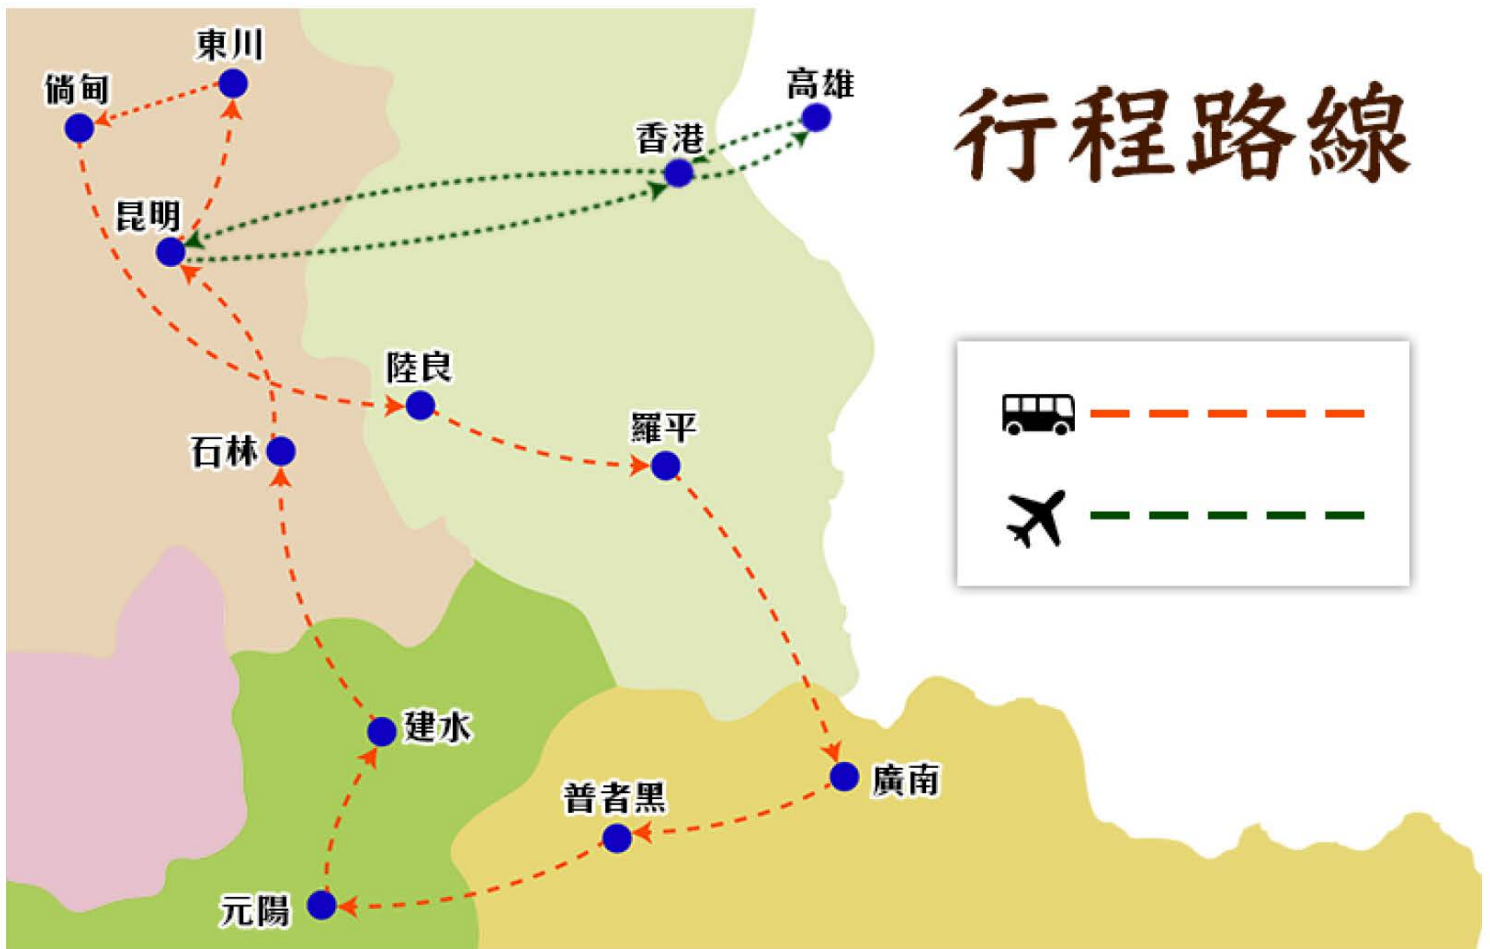 行程路線
東川
倘甸
高雄
香港
昆明
陸良
羅平
石林
建水
廣南
普者黑
元陽